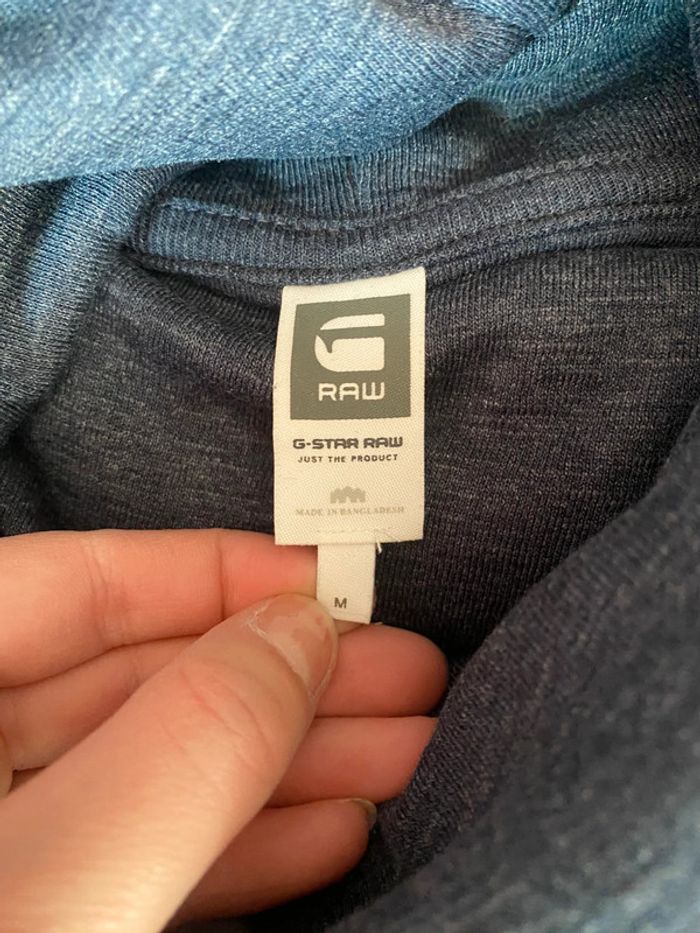 G
RAW
G-STAR RAW
JUST THE PRODUCT
MADE IN BANGLADESH
M